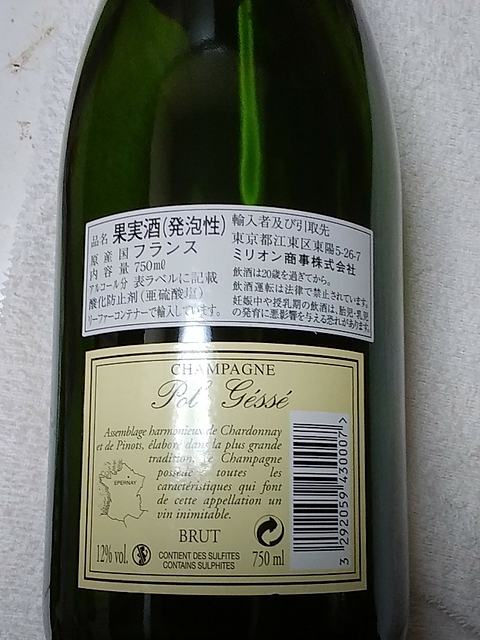 品名 果実酒(発泡性)
原産国 フランス
内容量 750ml
アルコール分 表ラベルに記載
酸化防止剤(亜硫酸塩)
リーファーコンテナーで輸入しています。
輸入者及び引取先
東京都江東区東陽5-26-7
ミリオン商事株式会社
飲酒は20歳を過ぎてから。
飲酒運転は法律で禁止されています。
妊娠中や授乳期の飲酒は、胎児・乳児
の発育に悪影響を与える恐れがあります。
CHAMPAGNE
Pol Géssé
Assemblage harmonieux de Chardonnay
et de Pinots, élaboré dans la plus grande
tradition, ce Champagne
possède toutes les
caractéristiques qui font
de cette appellation un
vin inimitable.
EPERNAY
BRUT
12% vol.
CONTIENT DES SULFITES
CONTAINS SULPHITES
750 ml
3 292059 430007